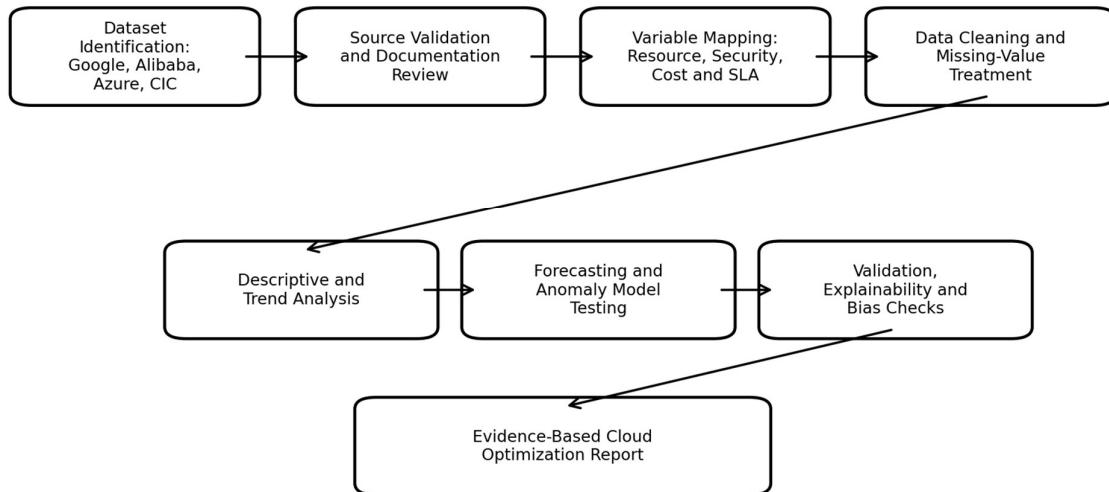 Dataset
Identification:
Google, Alibaba,
Azure, CIC
Source Validation
and Documentation
Review
Variable Mapping:
Resource, Security,
Cost and SLA
Data Cleaning and
Missing-Value
Treatment
Descriptive and
Trend Analysis
Forecasting and
Anomaly Model
Testing
Validation,
Explainability and
Bias Checks
Evidence-Based Cloud
Optimization Report